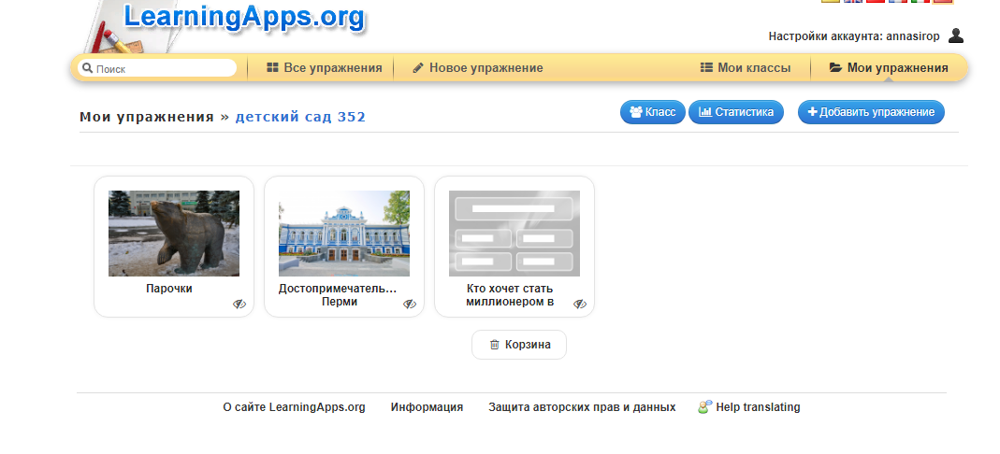 LearningApps.org
Настройки аккаунта: annasirop
Поиск
Все упражнения
Новое упражнение
Мои классы
Мои упражнения
Мои упражнения » детский сад 352
Класс
Статистика
Добавить упражнение
Парочки
Достопримечатель...
Перми
Кто хочет стать
миллионером в
Корзина
О сайте LearningApps.org
Информация
Защита авторских прав и данных
Help translating